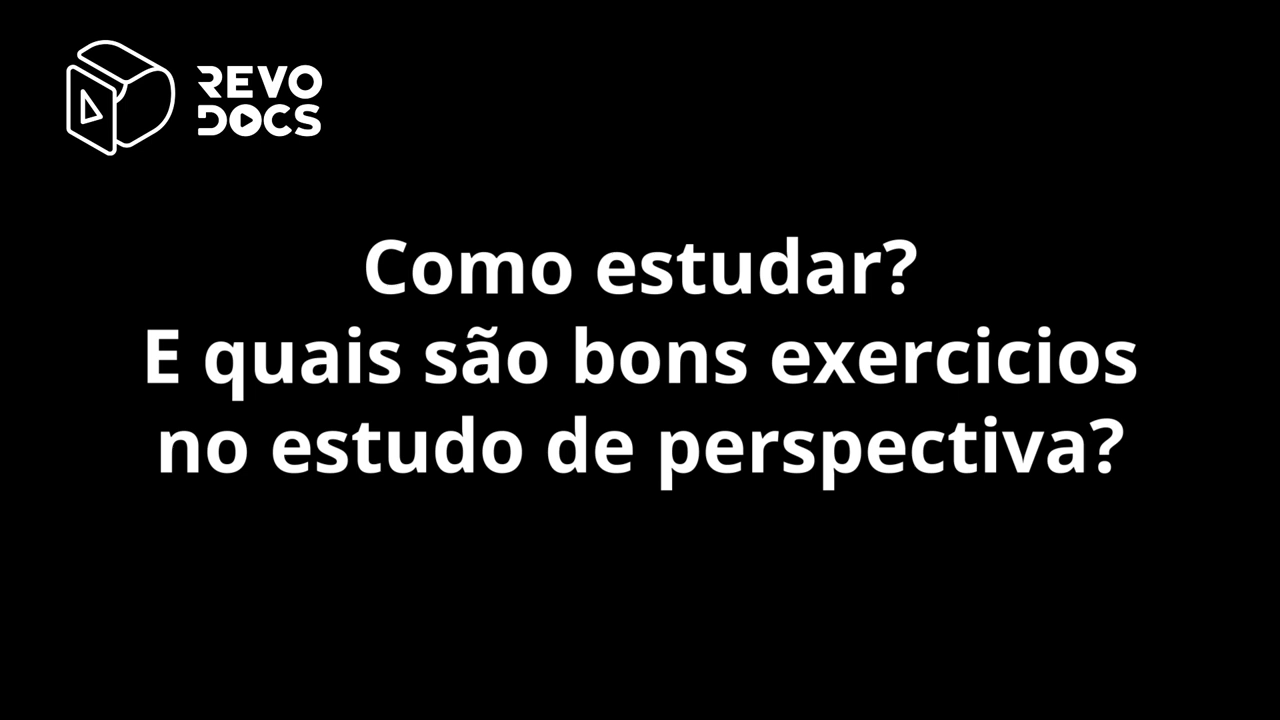 REVO
DOCS
Como estudar?
E quais são bons exercicios
no estudo de perspectiva?